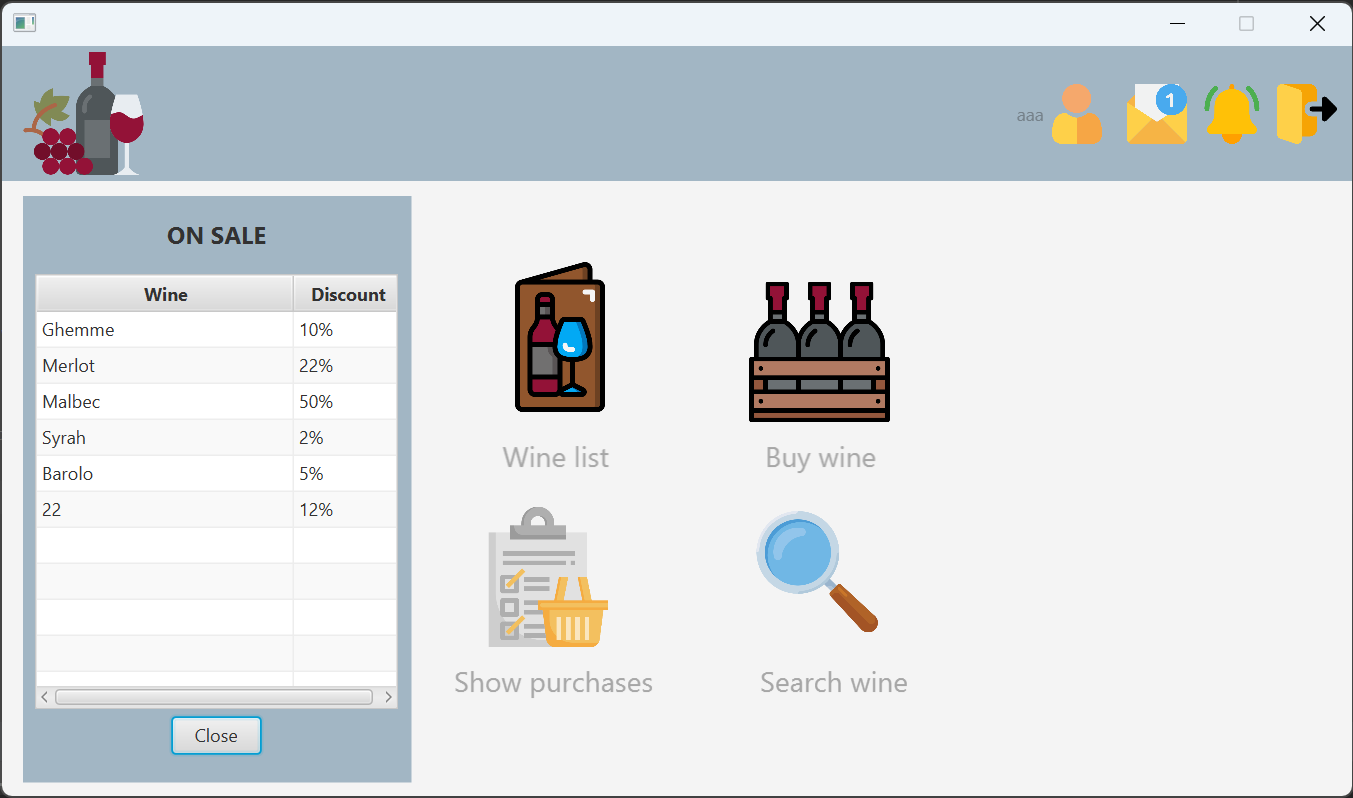 aaa
1
ON SALE
Wine Discount
Ghemme 10%
Merlot 22%
Malbec 50%
Syrah 2%
Barolo 5%
22 12%
Close
Wine list
Buy wine
Show purchases
Search wine